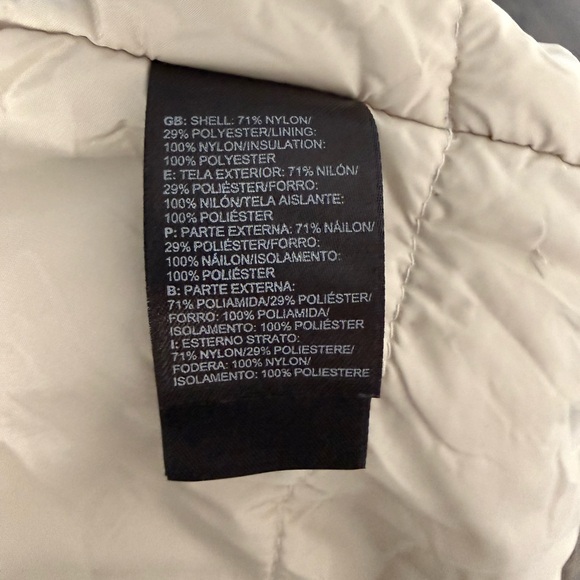 GB: SHELL: 71% NYLON/
29% POLYESTER/LINING:
100% NYLON/INSULATION:
100% POLYESTER
E: TELA EXTERIOR: 71% NILÓN/
29% POLIÉSTER/FORRO:
100% NILÓN/TELA AISLANTE:
100% POLIÉSTER
P: PARTE EXTERNA: 71% NÁILON/
29% POLIÉSTER/FORRO:
100% NÁILON/ISOLAMENTO:
100% POLIÉSTER
B: PARTE EXTERNA:
71% POLIAMIDA/29% POLIÉSTER/
FORRO: 100% POLIAMIDA/
ISOLAMENTO: 100% POLIÉSTER
I: ESTERNO STRATO:
71% NYLON/29% POLIESTERE/
FODERA: 100% NYLON/
ISOLAMENTO: 100% POLIESTERE